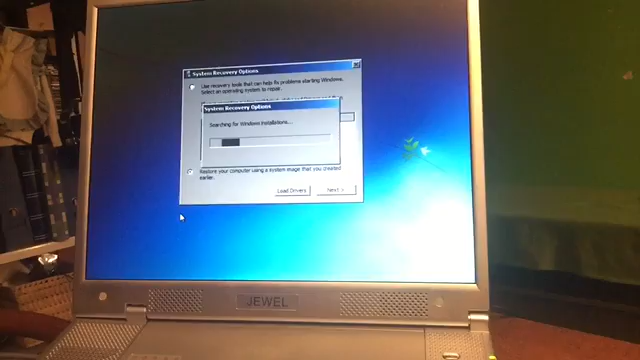 System Recovery Options
Use recovery tools that can help fix problems starting Windows.
Select an operating system to repair.
System Recovery Options
Searching for Windows installations...
Restore your computer using a system image that you created
earlier.
Load Drivers
Next >
JEWEL